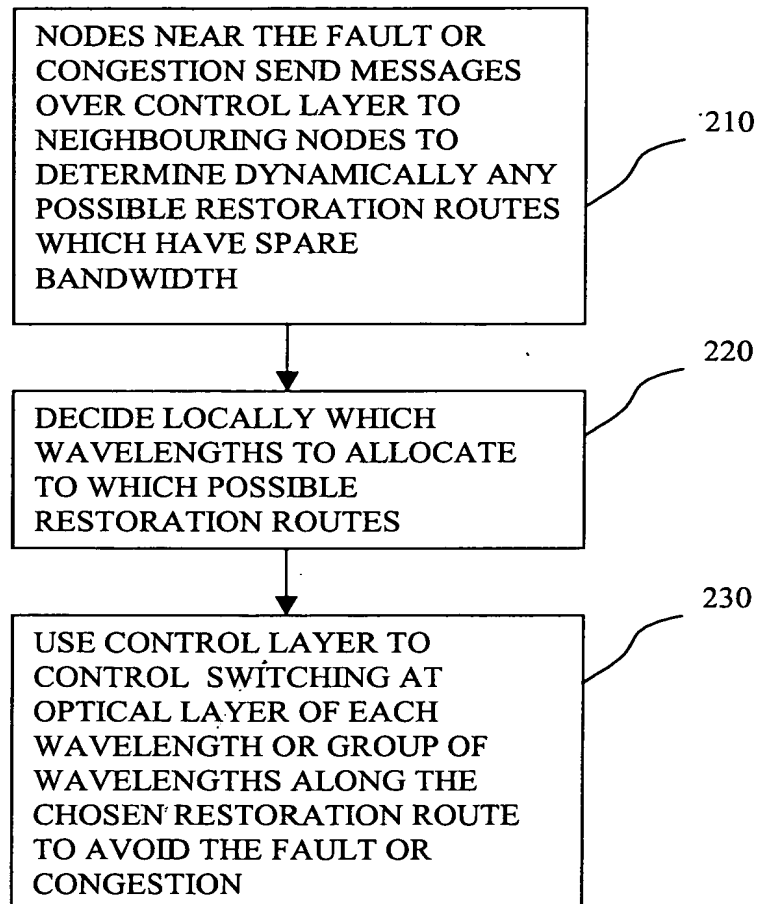 NODES NEAR THE FAULT OR
CONGESTION SEND MESSAGES
OVER CONTROL LAYER TO
NEIGHBOURING NODES TO
DETERMINE DYNAMICALLY ANY
POSSIBLE RESTORATION ROUTES
WHICH HAVE SPARE
BANDWIDTH
210
220
DECIDE LOCALLY WHICH
WAVELENGTHS TO ALLOCATE
TO WHICH POSSIBLE
RESTORATION ROUTES
230
USE CONTROL LAYER TO
CONTROL SWITCHING AT
OPTICAL LAYER OF EACH
WAVELENGTH OR GROUP OF
WAVELENGTHS ALONG THE
CHOSEN RESTORATION ROUTE
TO AVOID THE FAULT OR
CONGESTION